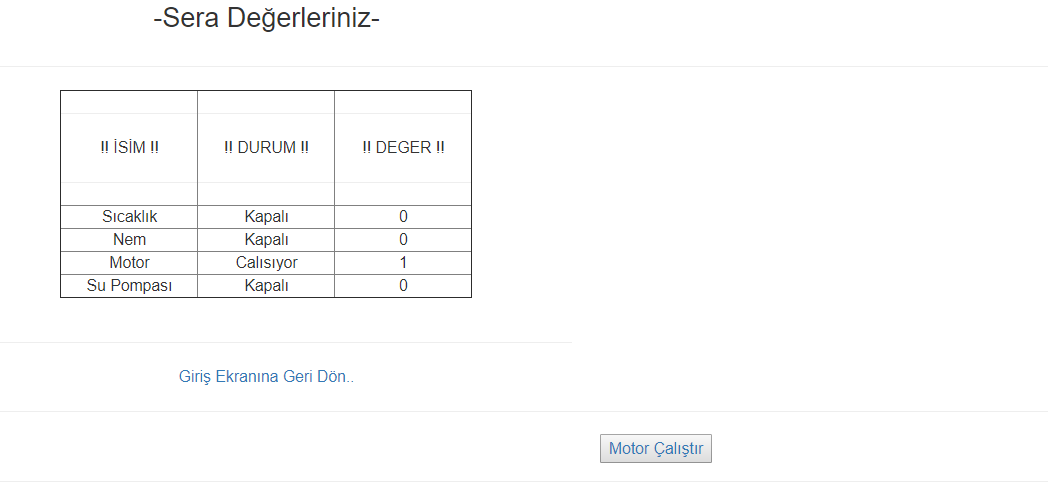 -Sera Değerleriniz-
!! İSİM !! !! DURUM !! !! DEGER !!
Sıcaklık Kapalı 0
Nem Kapalı 0
Motor Calısıyor 1
Su Pompası Kapalı 0
Giriş Ekranına Geri Dön..
Motor Çalıştır